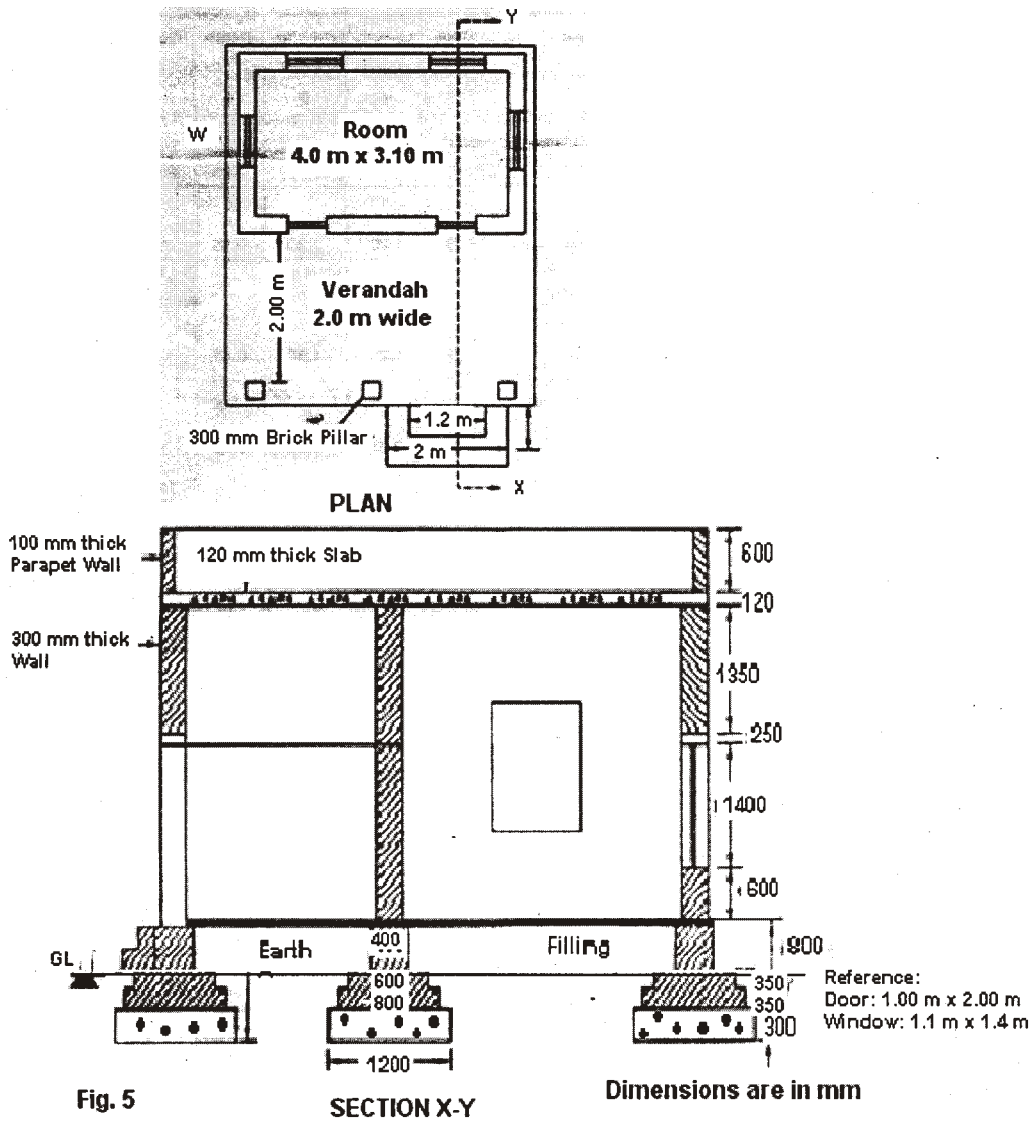 Y
W
Room
4.0 m x 3.10 m
2.00 m
Verandah
2.0 m wide
1.2 m
300 mm Brick Pillar
2 m
X
PLAN
100 mm thick
Parapet Wall
120 mm thick Slab
600
120
300 mm thick
Wall
1350
250
1400
600
Earth
400
Filling
GL
600
350
800
350
300
1200
Reference:
Door: 1.00 m x 2.00 m
Window: 1.1 m x 1.4 m
Fig. 5
SECTION X-Y
Dimensions are in mm